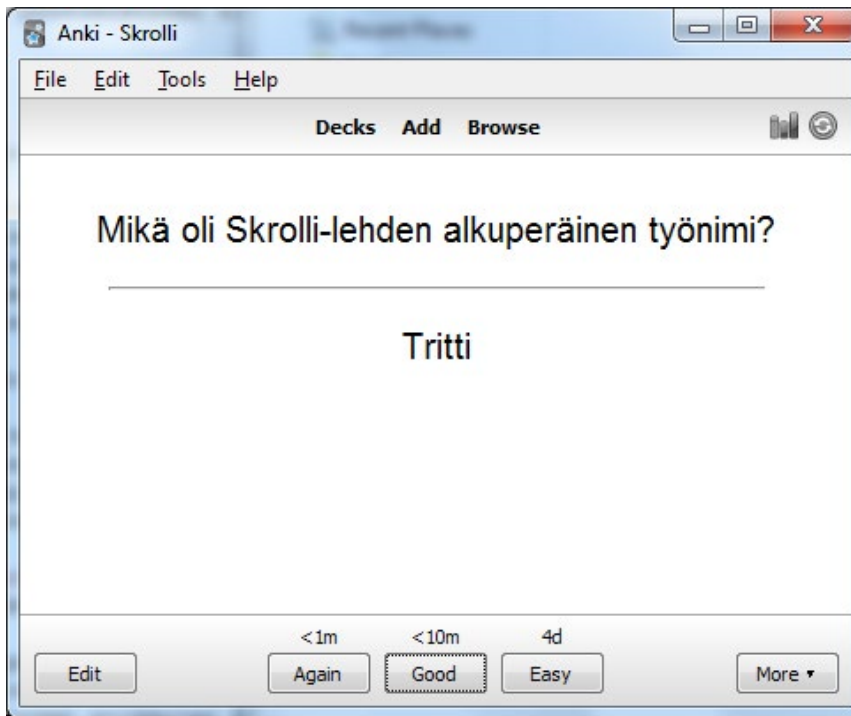 Anki - Skrolli
File Edit Tools Help
Decks Add Browse
Mikä oli Skrolli-lehden alkuperäinen työnimi?
Tritti
<1m <10m 4d
Edit Again Good Easy More ▾